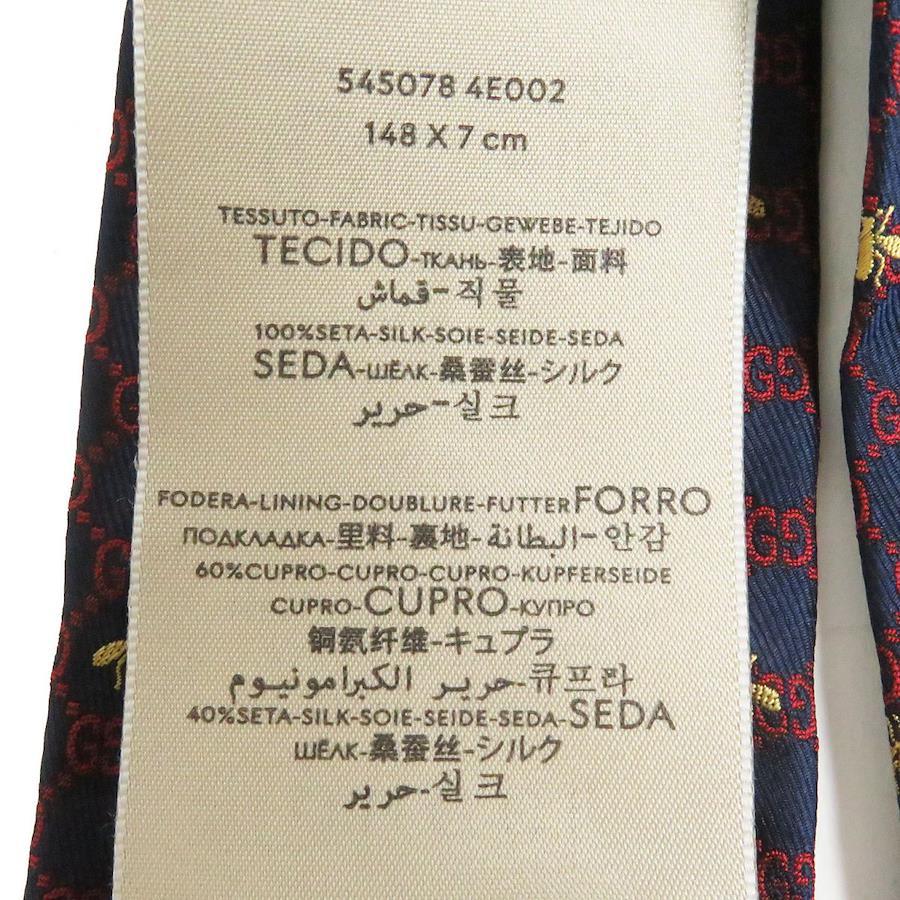 545078 4E002
148 X 7 cm
TESSUTO-FABRIC-TISSU-GEWEBE-TEJIDO
TECIDO-ТКАНЬ-表地-面料
قماش-직물
100%SETA-SILK-SOIE-SEIDE-SEDA
SEDA-ШЁЛК-桑蚕丝-シルク
حرير-실크
FODERA-LINING-DOUBLURE-FUTTERFORRO
ПОДКЛАДКА-里料-裏地-البطانة-안감
60%CUPRO-CUPRO-CUPRO-KUPFERSEIDE
CUPRO-CUPRO-КУПРО
铜氨纤维-キュプラ
حرير الكبرامونيوم-큐프라
40%SETA-SILK-SOIE-SEIDE-SEDA-SEDA
ШЁЛК-桑蚕丝-シルク
حرير-실크